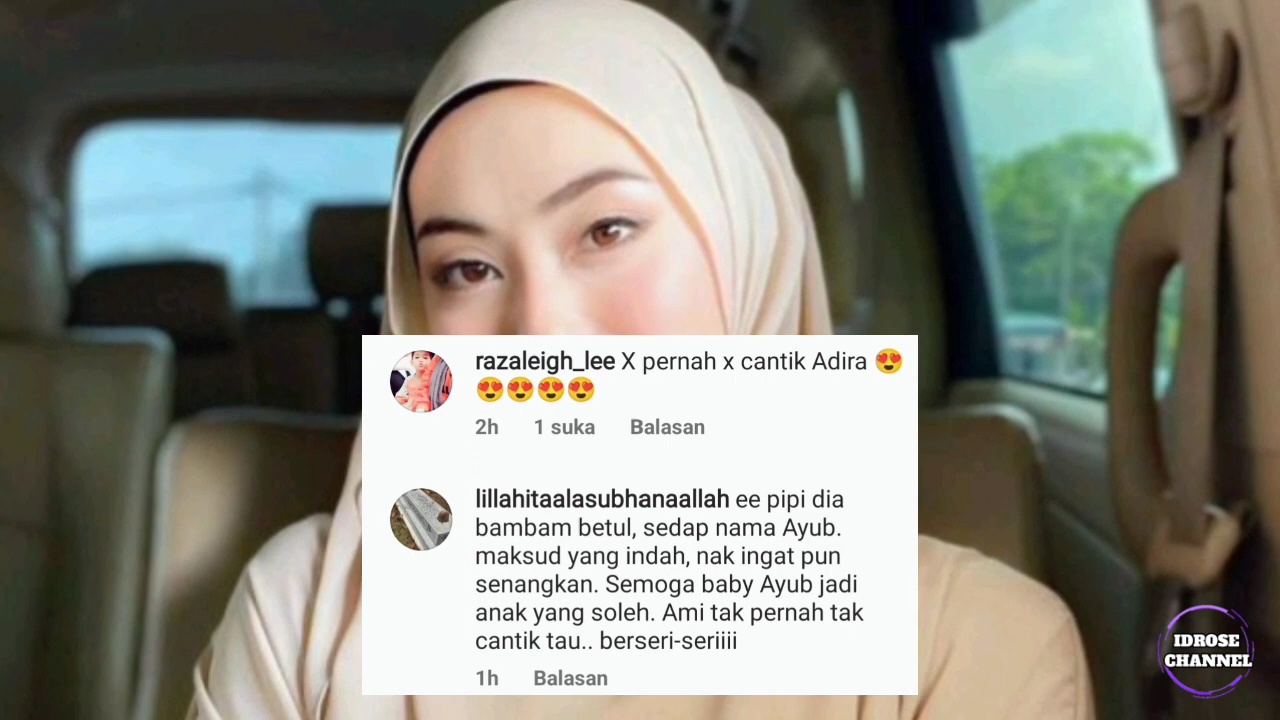 razaleigh_lee X pernah x cantik Adira 😍
😍😍😍😍
2h 1 suka Balasan
lillahitaalasubhanaallah ee pipi dia
bambam betul, sedap nama Ayub.
maksud yang indah, nak ingat pun
senangkan. Semoga baby Ayub jadi
anak yang soleh. Ami tak pernah tak
cantik tau.. berseri-seriiii
1h Balasan
IDROSE
CHANNEL